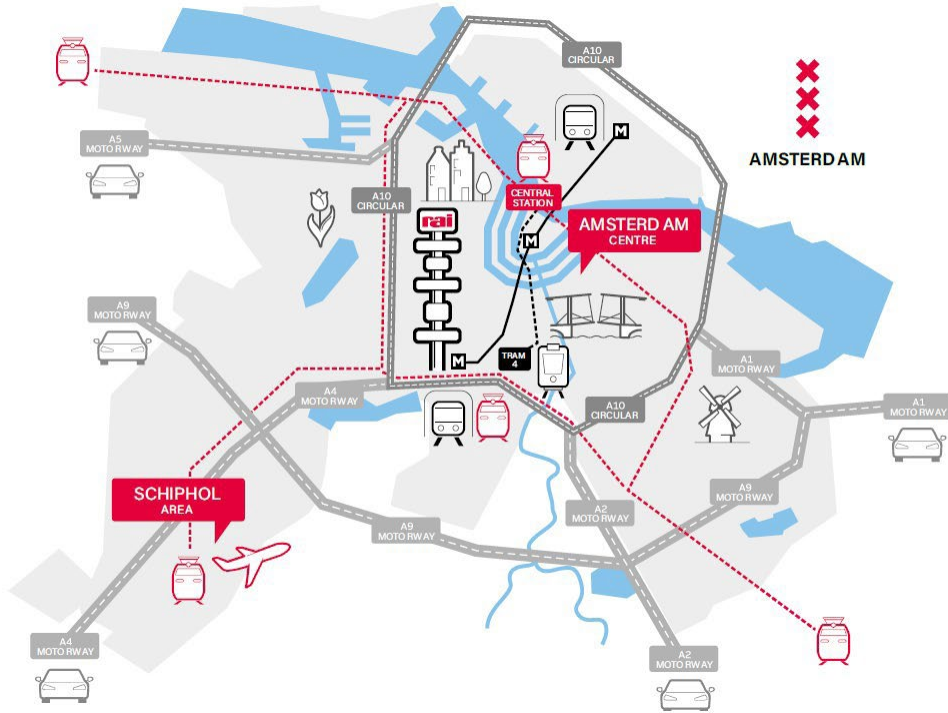 A10
CIRCULAR
AMSTERDAM
A5
MOTO RWAY
M
A10
CIRCULAR
CENTRAL
STATION
rai
AMSTERD AM
CENTRE
M
A9
MOTO RWAY
TRAM
4
M
A1
MOTO RWAY
A4
MOTO RWAY
A10
CIRCULAR
A1
MOTO RWAY
SCHIPHOL
AREA
A9
MOTO RWAY
A2
MOTO RWAY
A9
MOTO RWAY
A4
MOTO RWAY
A2
MOTO RWAY